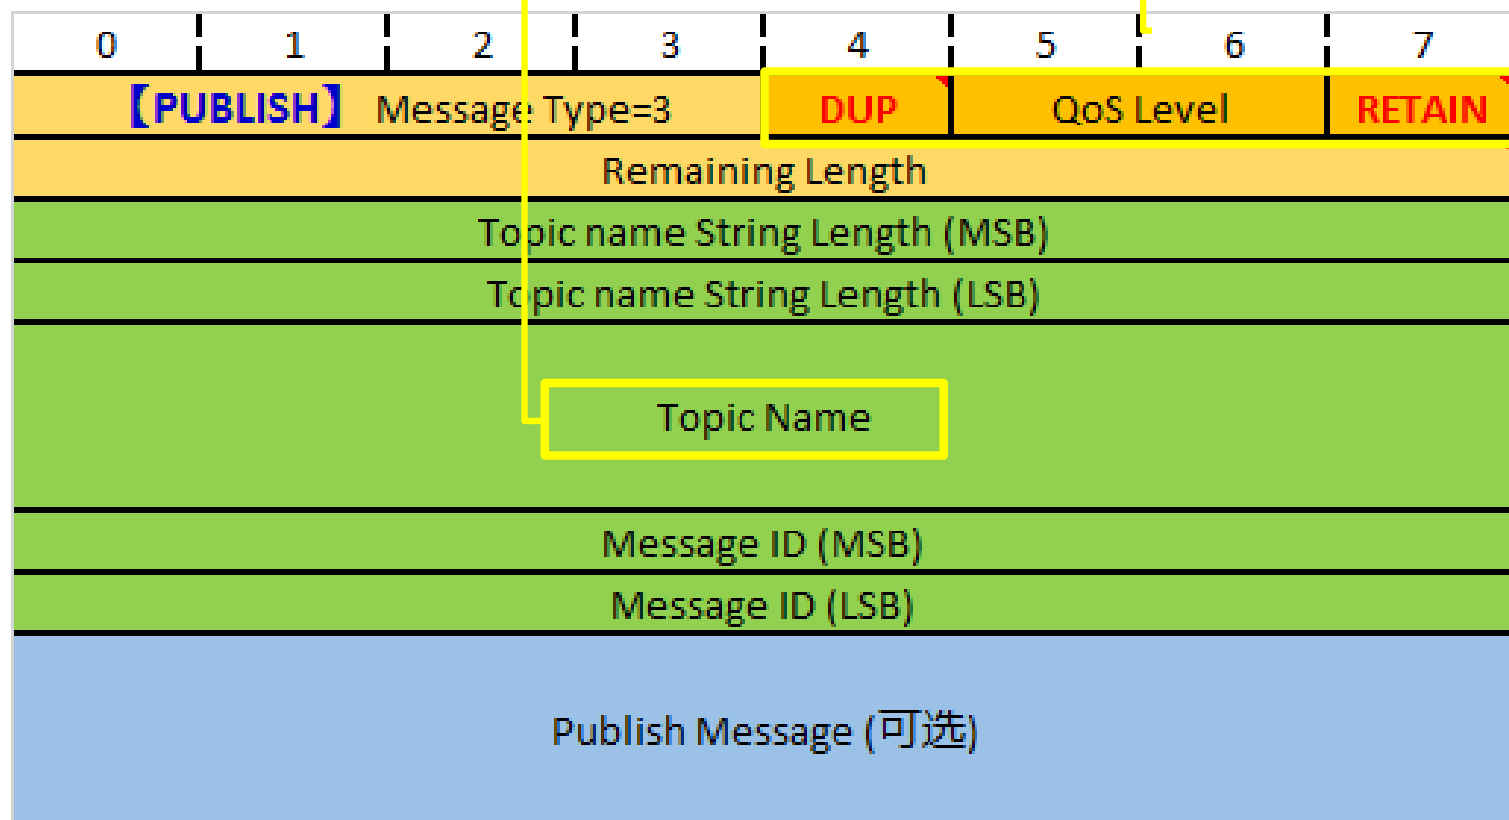 0 1 2 3 4 5 6 7
【PUBLISH】 Message Type=3 DUP QoS Level RETAIN
Remaining Length
Topic name String Length (MSB)
Topic name String Length (LSB)
Topic Name
Message ID (MSB)
Message ID (LSB)
Publish Message (可选)